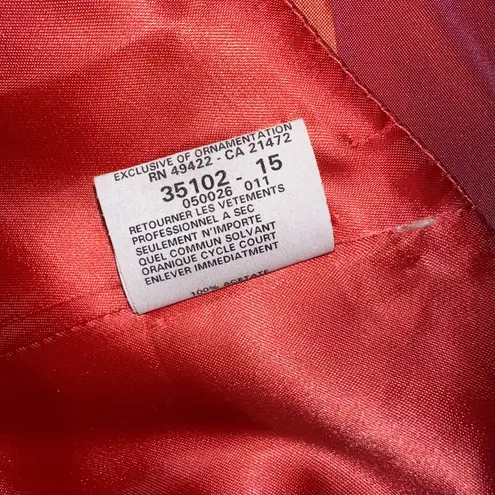 EXCLUSIVE OF ORNAMENTATION
RN 49422 - CA 21472
35102 - 15
050026 011
RETOURNER LES VETEMENTS
PROFESSIONNEL A SEC
SEULEMENT N'IMPORTE
QUEL COMMUN SOLVANT
ORANIQUE CYCLE COURT
ENLEVER IMMEDIATMENT
100% ACETATE